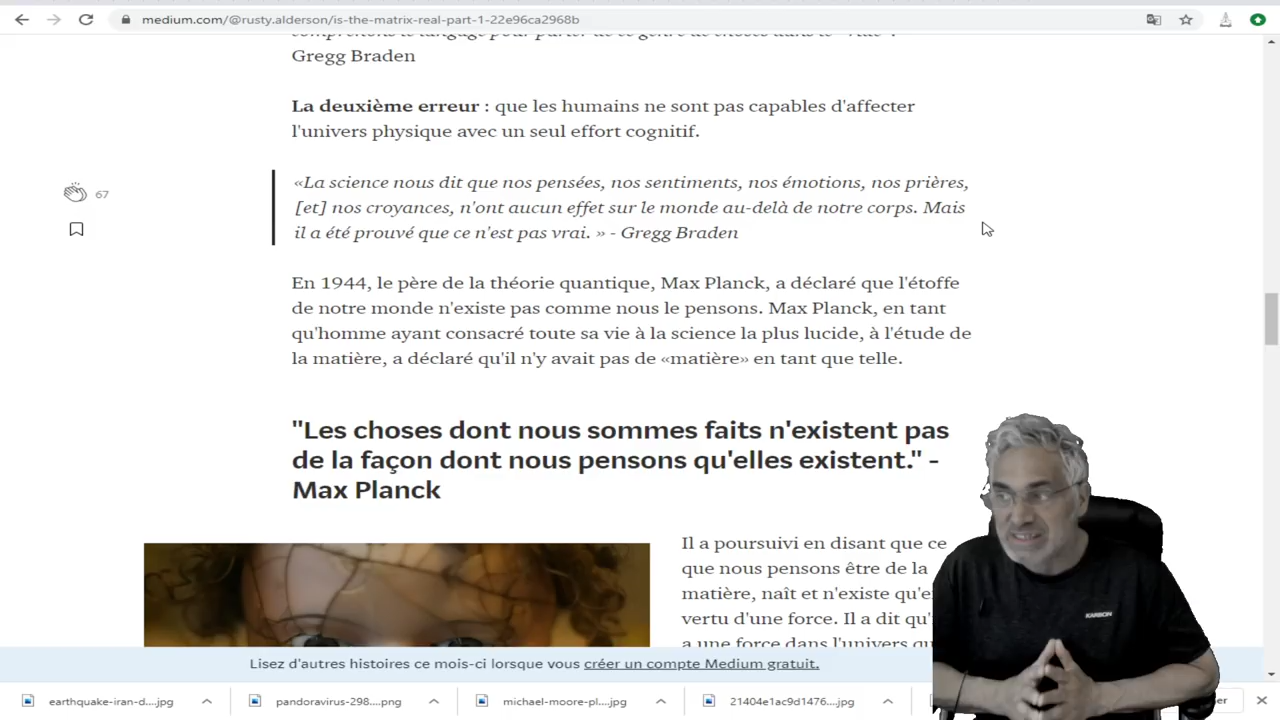 medium.com/@rusty.alderson/is-the-matrix-real-part-1-22e96ca2968b
Gregg Braden
La deuxième erreur : que les humains ne sont pas capables d'affecter
l'univers physique avec un seul effort cognitif.
67
«La science nous dit que nos pensées, nos sentiments, nos émotions, nos prières,
[et] nos croyances, n'ont aucun effet sur le monde au-delà de notre corps. Mais
il a été prouvé que ce n'est pas vrai. » - Gregg Braden
En 1944, le père de la théorie quantique, Max Planck, a déclaré que l'étoffe
de notre monde n'existe pas comme nous le pensons. Max Planck, en tant
qu'homme ayant consacré toute sa vie à la science la plus lucide, à l'étude de
la matière, a déclaré qu'il n'y avait pas de «matière» en tant que telle.
"Les choses dont nous sommes faits n'existent pas
de la façon dont nous pensons qu'elles existent." -
Max Planck
Il a poursuivi en disant que ce
que nous pensons être de la
matière, naît et n'existe
vertu d'une force. Il a dit
a une force dans l'univers
KARBON
Lisez d'autres histoires ce mois-ci lorsque vous créer un compte Medium gratuit.
earthquake-iran-d....jpg
pandoravirus-298....png
michael-moore-pl....jpg
21404e1ac9d1476....jpg